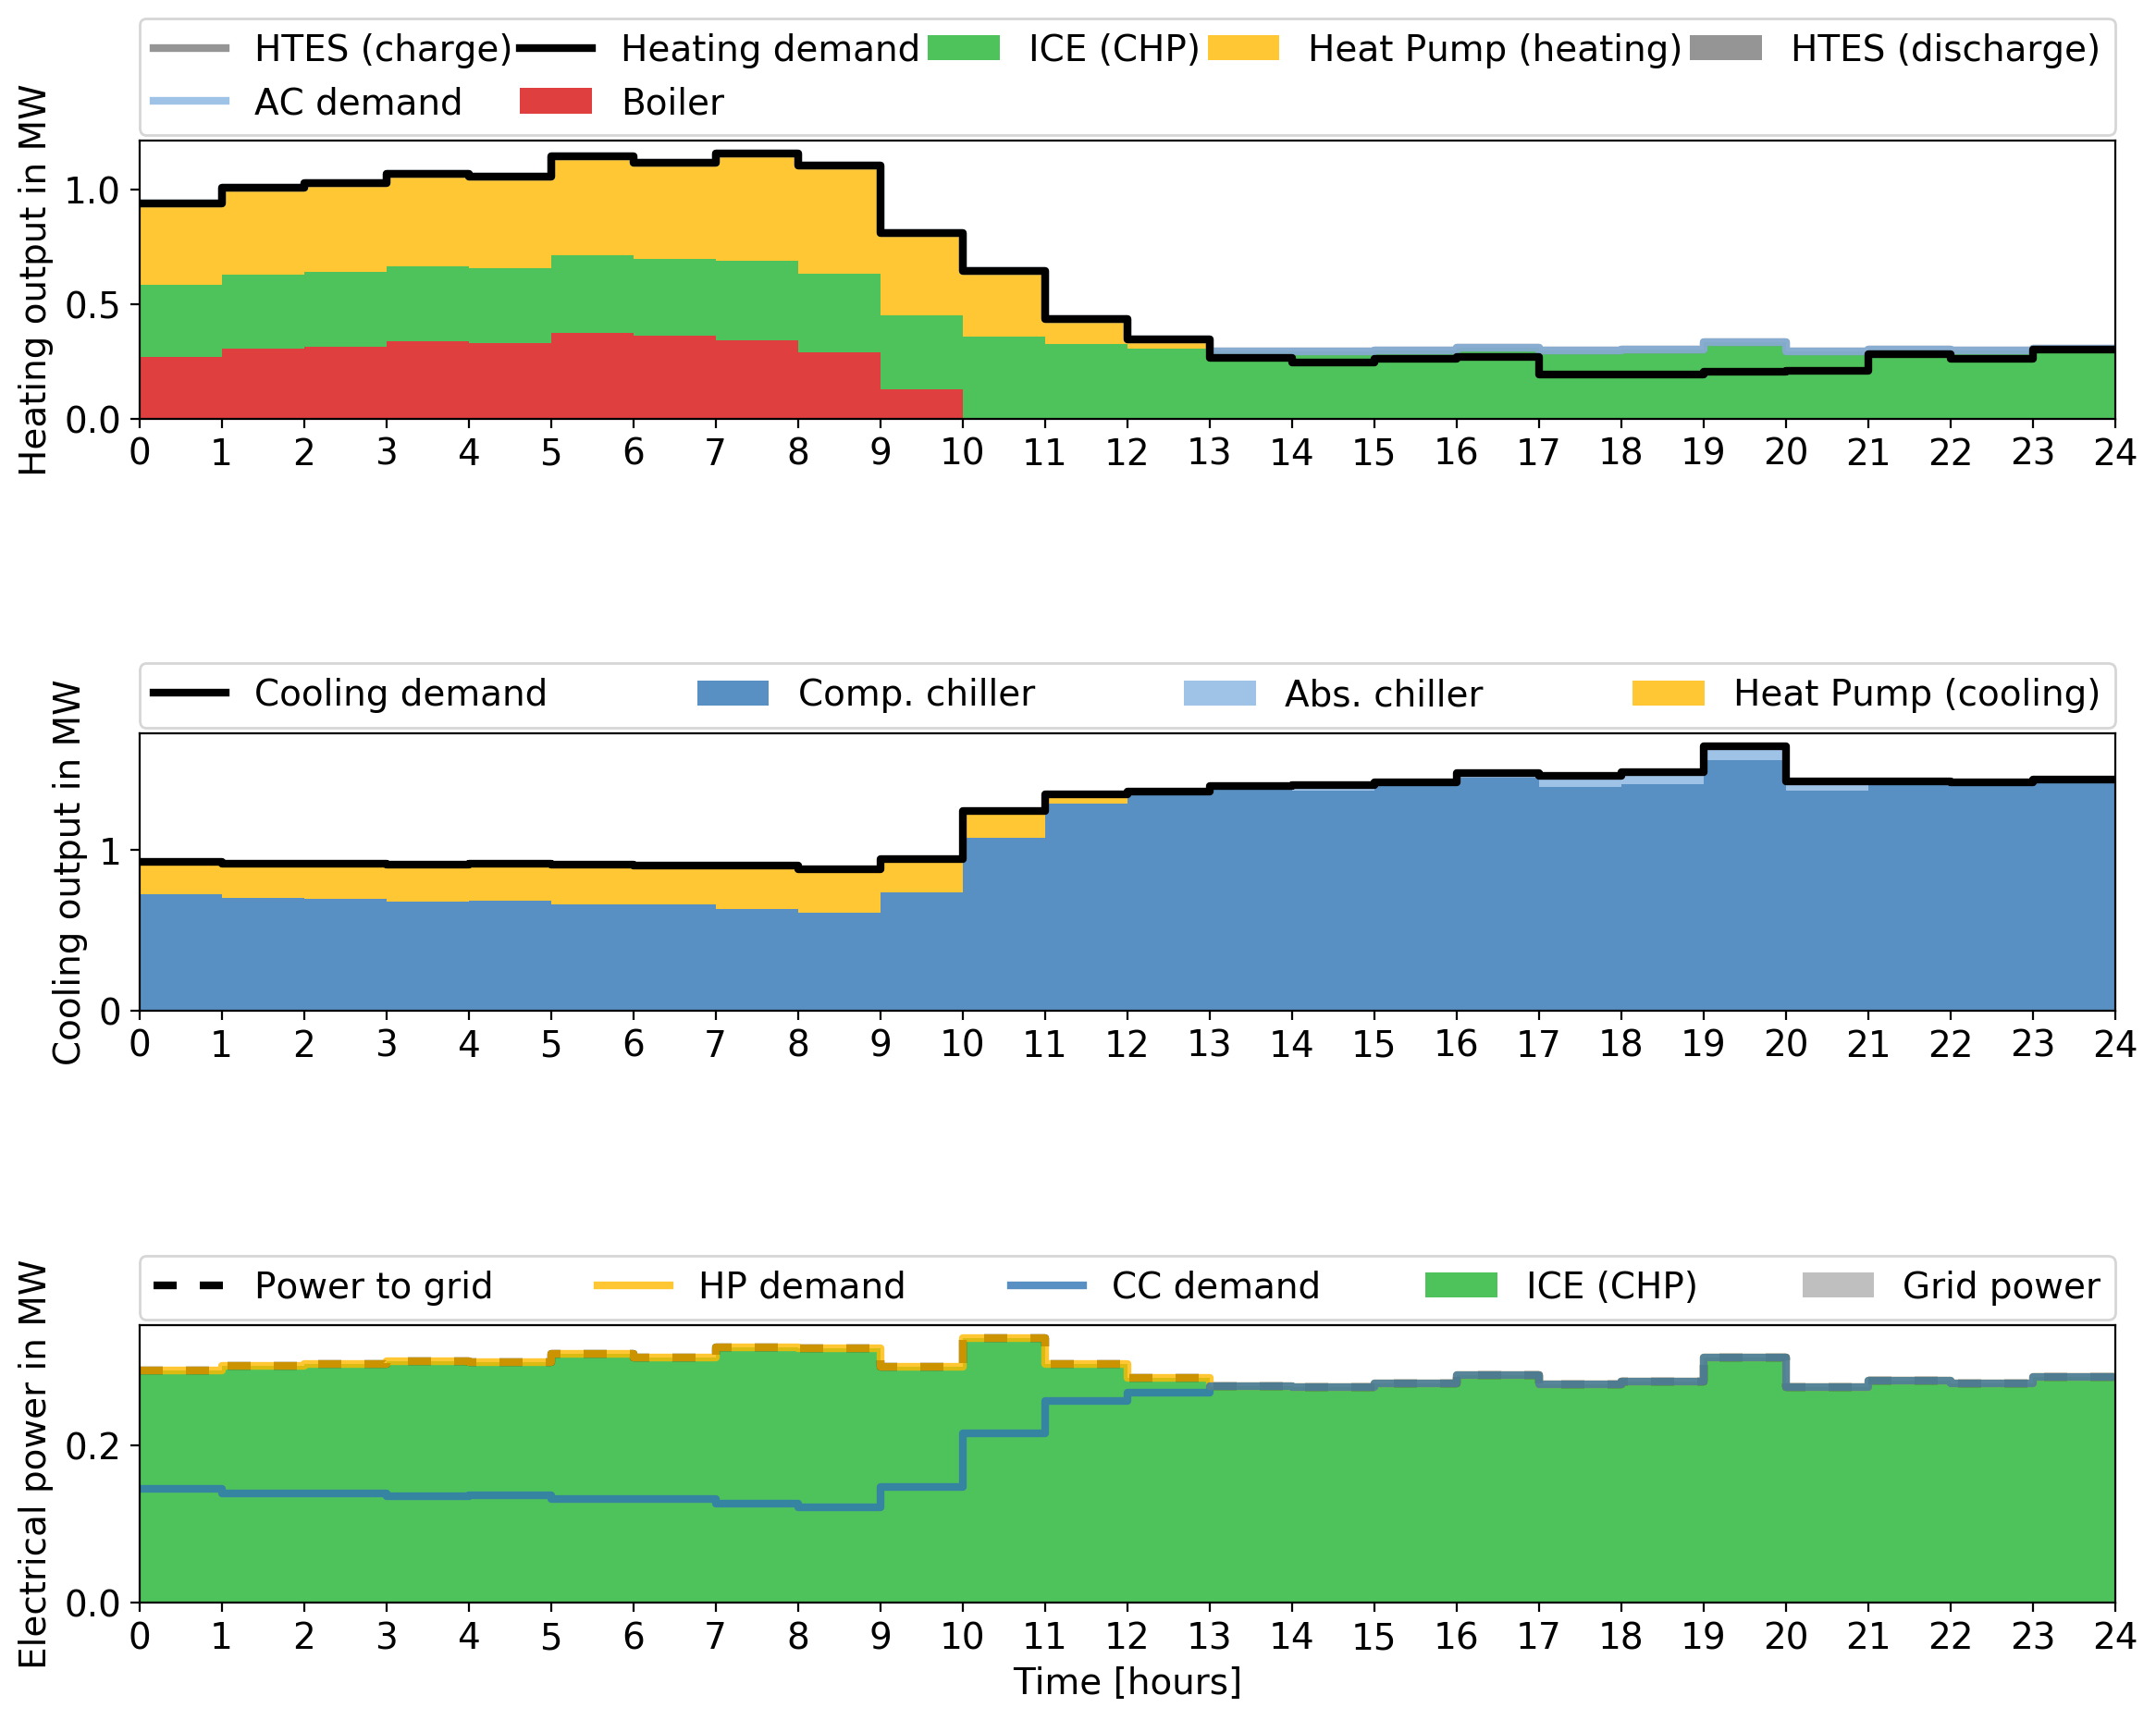 HTES (charge) Heating demand ICE (CHP) Heat Pump (heating) HTES (discharge)
AC demand Boiler
Heating output in MW
1.0
0.5
0.0
0 1 2 3 4 5 6 7 8 9 10 11 12 13 14 15 16 17 18 19 20 21 22 23 24
Cooling demand Comp. chiller Abs. chiller Heat Pump (cooling)
Cooling output in MW
1
0
0 1 2 3 4 5 6 7 8 9 10 11 12 13 14 15 16 17 18 19 20 21 22 23 24
Power to grid HP demand CC demand ICE (CHP) Grid power
Electrical power in MW
0.2
0.0
0 1 2 3 4 5 6 7 8 9 10 11 12 13 14 15 16 17 18 19 20 21 22 23 24
Time [hours]